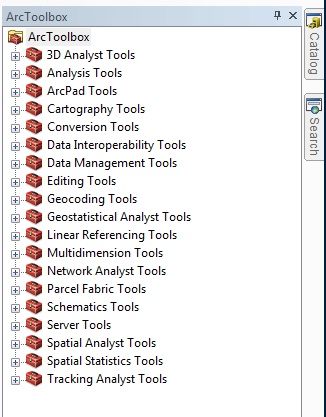 ArcToolbox
ArcToolbox
3D Analyst Tools
Analysis Tools
ArcPad Tools
Cartography Tools
Conversion Tools
Data Interoperability Tools
Data Management Tools
Editing Tools
Geocoding Tools
Geostatistical Analyst Tools
Linear Referencing Tools
Multidimension Tools
Network Analyst Tools
Parcel Fabric Tools
Schematics Tools
Server Tools
Spatial Analyst Tools
Spatial Statistics Tools
Tracking Analyst Tools
Catalog
Search